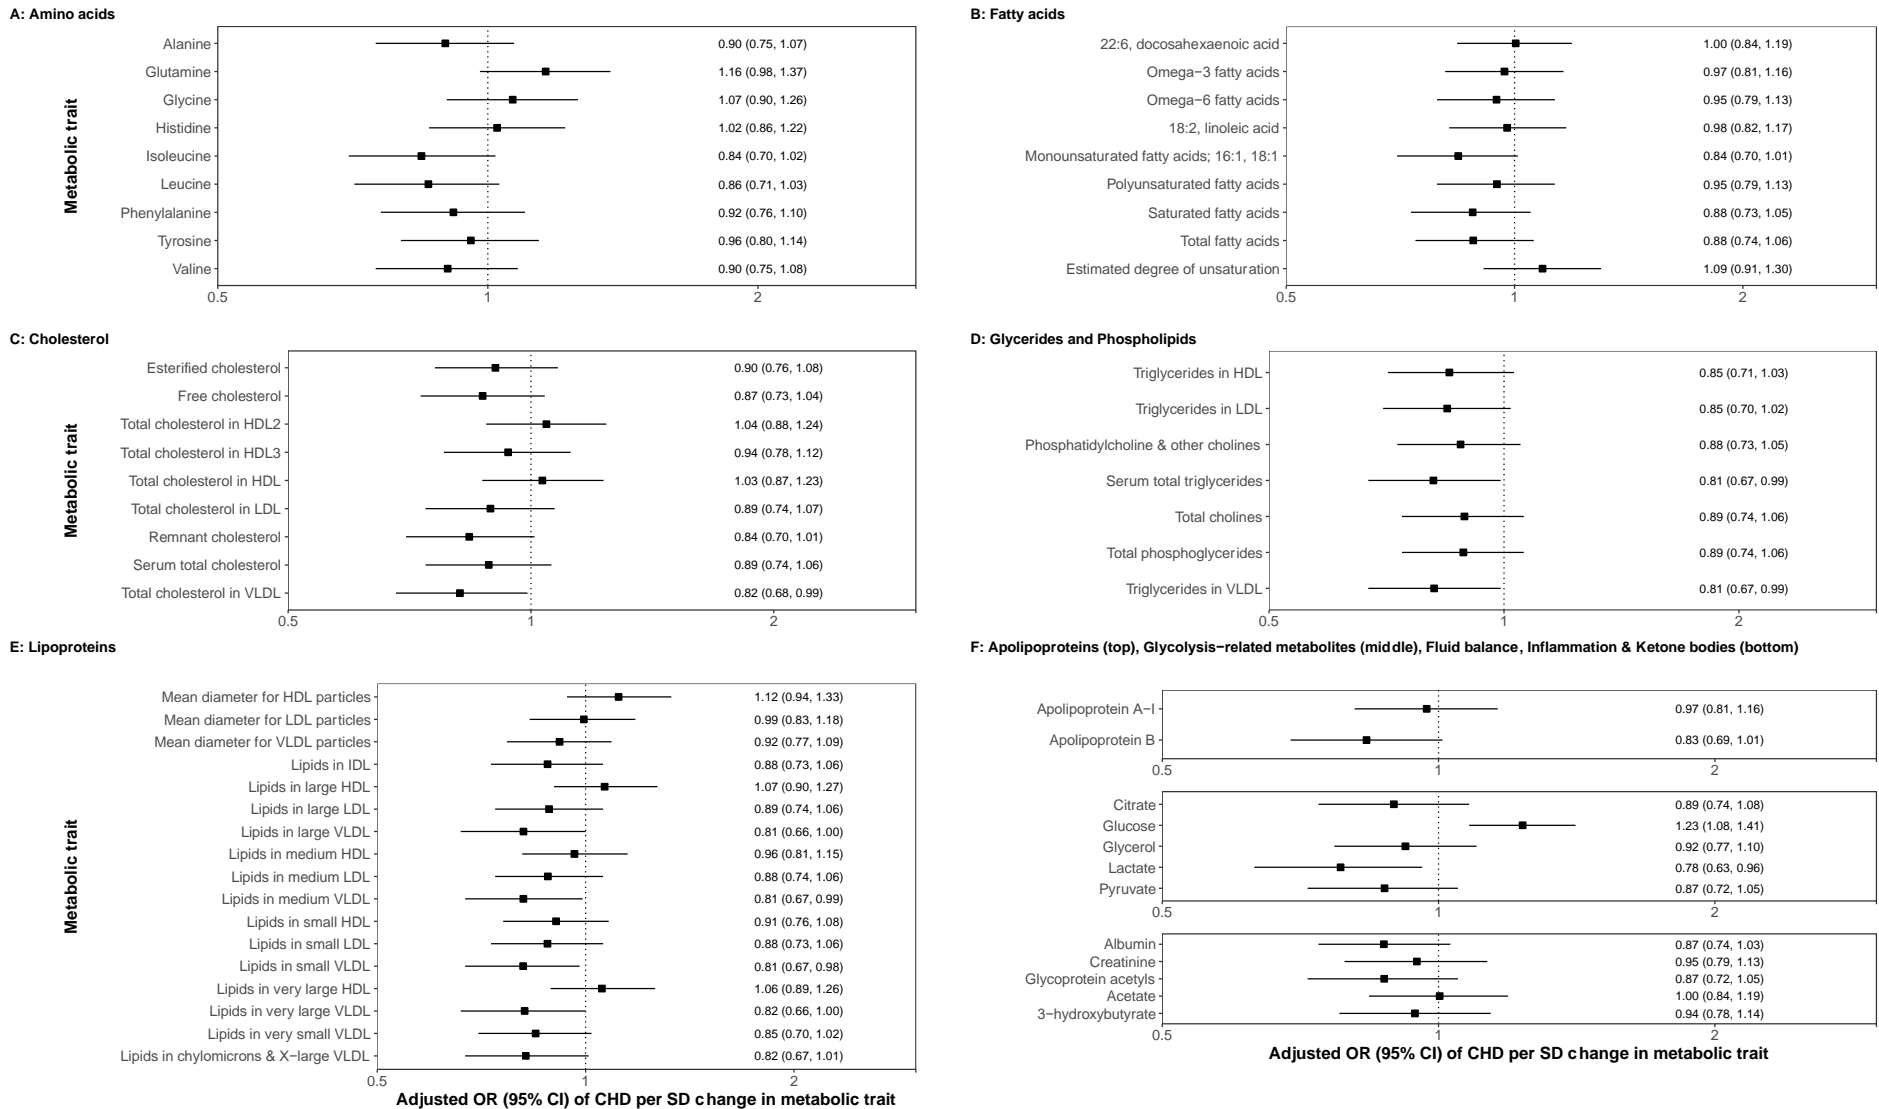 A: Amino acids
Metabolic trait
Alanine 0.90 (0.75, 1.07)
Glutamine 1.16 (0.98, 1.37)
Glycine 1.07 (0.90, 1.26)
Histidine 1.02 (0.86, 1.22)
Isoleucine 0.84 (0.70, 1.02)
Leucine 0.86 (0.71, 1.03)
Phenylalanine 0.92 (0.76, 1.10)
Tyrosine 0.96 (0.80, 1.14)
Valine 0.90 (0.75, 1.08)
0.5 1 2
B: Fatty acids
22:6, docosahexaenoic acid 1.00 (0.84, 1.19)
Omega−3 fatty acids 0.97 (0.81, 1.16)
Omega−6 fatty acids 0.95 (0.79, 1.13)
18:2, linoleic acid 0.98 (0.82, 1.17)
Monounsaturated fatty acids; 16:1, 18:1 0.84 (0.70, 1.01)
Polyunsaturated fatty acids 0.95 (0.79, 1.13)
Saturated fatty acids 0.88 (0.73, 1.05)
Total fatty acids 0.88 (0.74, 1.06)
Estimated degree of unsaturation 1.09 (0.91, 1.30)
0.5 1 2
C: Cholesterol
Metabolic trait
Esterified cholesterol 0.90 (0.76, 1.08)
Free cholesterol 0.87 (0.73, 1.04)
Total cholesterol in HDL2 1.04 (0.88, 1.24)
Total cholesterol in HDL3 0.94 (0.78, 1.12)
Total cholesterol in HDL 1.03 (0.87, 1.23)
Total cholesterol in LDL 0.89 (0.74, 1.07)
Remnant cholesterol 0.84 (0.70, 1.01)
Serum total cholesterol 0.89 (0.74, 1.06)
Total cholesterol in VLDL 0.82 (0.68, 0.99)
0.5 1 2
D: Glycerides and Phospholipids
Triglycerides in HDL 0.85 (0.71, 1.03)
Triglycerides in LDL 0.85 (0.70, 1.02)
Phosphatidylcholine & other cholines 0.88 (0.73, 1.05)
Serum total triglycerides 0.81 (0.67, 0.99)
Total cholines 0.89 (0.74, 1.06)
Total phosphoglycerides 0.89 (0.74, 1.06)
Triglycerides in VLDL 0.81 (0.67, 0.99)
0.5 1 2
E: Lipoproteins
Metabolic trait
Mean diameter for HDL particles 1.12 (0.94, 1.33)
Mean diameter for LDL particles 0.99 (0.83, 1.18)
Mean diameter for VLDL particles 0.92 (0.77, 1.09)
Lipids in IDL 0.88 (0.73, 1.06)
Lipids in large HDL 1.07 (0.90, 1.27)
Lipids in large LDL 0.89 (0.74, 1.06)
Lipids in large VLDL 0.81 (0.66, 1.00)
Lipids in medium HDL 0.96 (0.81, 1.15)
Lipids in medium LDL 0.88 (0.74, 1.06)
Lipids in medium VLDL 0.81 (0.67, 0.99)
Lipids in small HDL 0.91 (0.76, 1.08)
Lipids in small LDL 0.88 (0.73, 1.06)
Lipids in small VLDL 0.81 (0.67, 0.98)
Lipids in very large HDL 1.06 (0.89, 1.26)
Lipids in very large VLDL 0.82 (0.66, 1.00)
Lipids in very small VLDL 0.85 (0.70, 1.02)
Lipids in chylomicrons & X−large VLDL 0.82 (0.67, 1.01)
0.5 1 2
Adjusted OR (95% CI) of CHD per SD change in metabolic trait
F: Apolipoproteins (top), Glycolysis−related metabolites (middle), Fluid balance, Inflammation & Ketone bodies (bottom)
Apolipoprotein A−I 0.97 (0.81, 1.16)
Apolipoprotein B 0.83 (0.69, 1.01)
0.5 1 2
Citrate 0.89 (0.74, 1.08)
Glucose 1.23 (1.08, 1.41)
Glycerol 0.92 (0.77, 1.10)
Lactate 0.78 (0.63, 0.96)
Pyruvate 0.87 (0.72, 1.05)
0.5 1 2
Albumin 0.87 (0.74, 1.03)
Creatinine 0.95 (0.79, 1.13)
Glycoprotein acetyls 0.87 (0.72, 1.05)
Acetate 1.00 (0.84, 1.19)
3−hydroxybutyrate 0.94 (0.78, 1.14)
0.5 1 2
Adjusted OR (95% CI) of CHD per SD change in metabolic trait